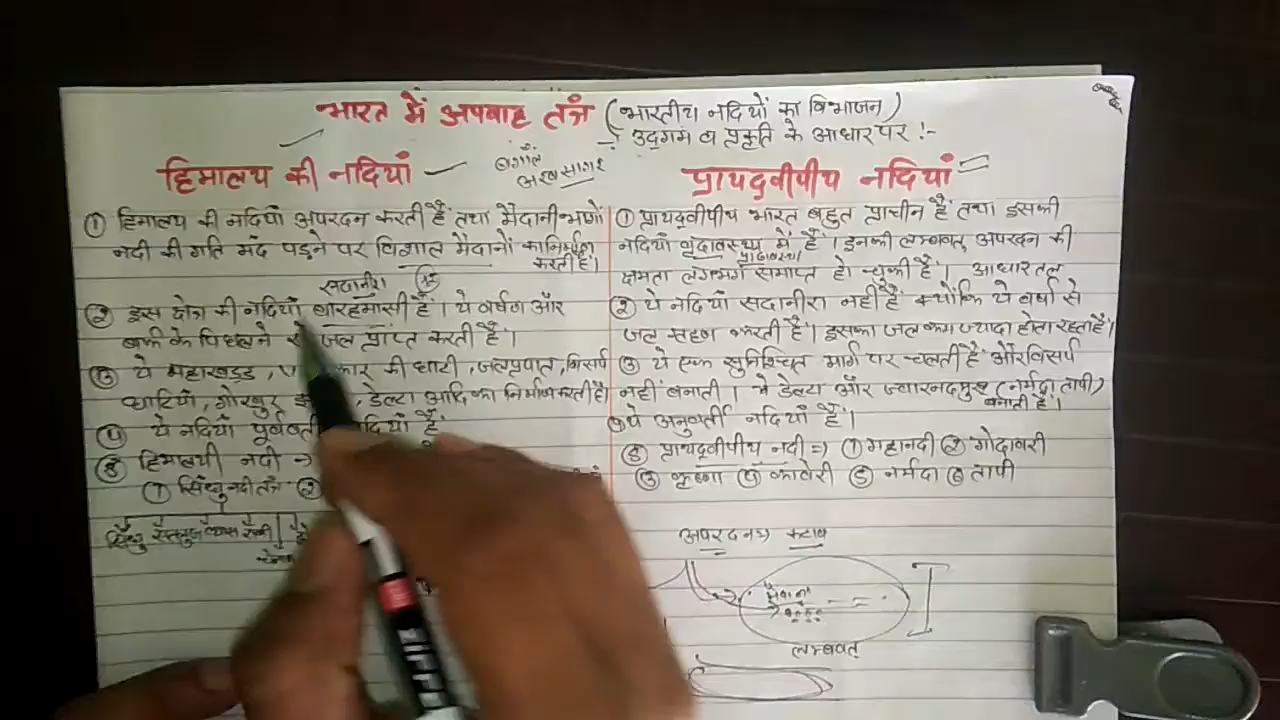 भारत में अपवाह तंत्र (भारतीय नदियों का विभाजन)
उद्गम व प्रकृति के आधार पर :-
हिमालय की नदियाँ
बंगाल
अरब सागर
① हिमालय की नदियाँ अपरदन करती हैं तथा मैदानी भागों
नदी की गति मंद पड़ने पर विशाल मैदानों का निर्माण
करती हैं।
सदानीरा
② इस क्षेत्र की नदियाँ बारहमासी हैं। ये वर्षण और
बर्फ के पिघलने से जल प्राप्त करती हैं।
③ ये महाखड्ड, की घाटी, जलप्रपात, विसर्प
घाटियाँ, गोखुर डेल्टा आदि का निर्माण करती हैं।
④ ये नदियाँ पूर्ववर्ती नदियाँ हैं
⑤ हिमालयी नदी →
① सिंधु नदी तंत्र ②
सिंधु सतलुज व्यास रावी
प्रायद्वीपीय नदियाँ
① प्रायद्वीपीय भारत बहुत प्राचीन है तथा इसकी
नदियाँ वृद्धावस्था में हैं। इनकी लम्बवत् अपरदन की
प्रौढ़ावस्था
क्षमता लगभग समाप्त हो चुकी है। आधार तल
② ये नदियाँ सदानीरा नहीं हैं क्योंकि ये वर्षा से
जल ग्रहण करती हैं। इसका जल कम ज्यादा होता रहता है।
③ ये एक सुनिश्चित मार्ग पर चलती हैं और विसर्प
नहीं बनाती। ये डेल्टा और ज्वारनदमुख (नर्मदा तापी)
बनाती हैं।
④ ये अनुवर्ती नदियाँ हैं।
⑤ प्रायद्वीपीय नदी => ① महानदी ② गोदावरी
③ कृष्णा ④ कावेरी ⑤ नर्मदा ⑥ तापी
अपरदन => कटाव
मैदानी
लम्बवत्